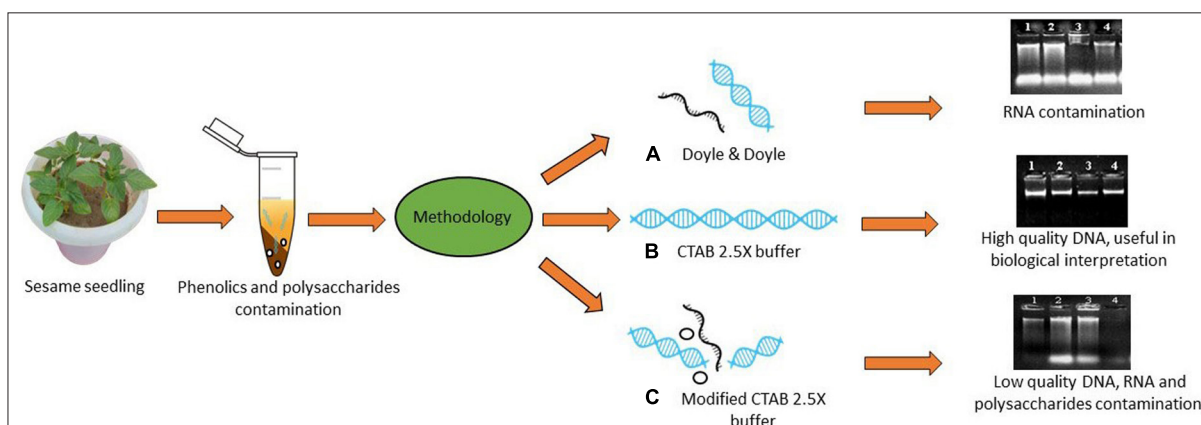 Sesame seedling
Phenolics and polysaccharides
contamination
Methodology
A
Doyle & Doyle
1 2 3 4
RNA contamination
B
CTAB 2.5X buffer
1 2 3 4
High quality DNA, useful in
biological interpretation
C
Modified CTAB 2.5X
buffer
1 2 3 4
Low quality DNA, RNA and
polysaccharides contamination